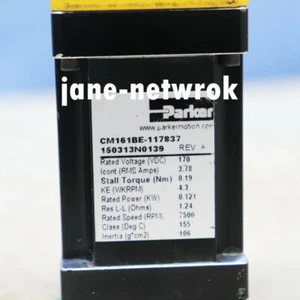 jane-netwrok
Parker
www.parkermotion.com
CM161BE-117837
150313N0139 REV A
Rated Voltage (VDC) 170
Icont (RMS Amps) 3.78
Stall Torque (Nm) 0.19
KE (V/KRPM) 4.3
Rated Power (KW) 0.121
Res L-L (Ohms) 1.24
Rated Speed (RPM) 7500
Class (Deg C) 155
Inertia (g*cm2) 106